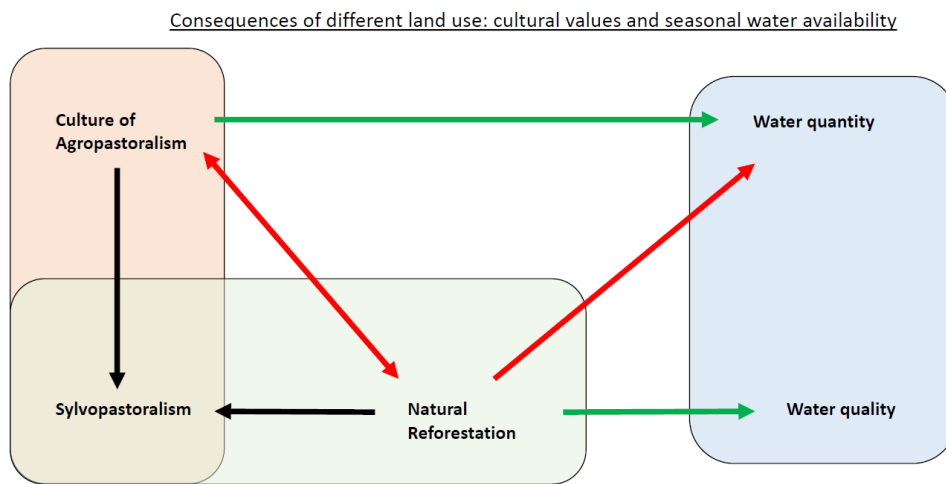 Consequences of different land use: cultural values and seasonal water availability
Culture of
Agropastoralism
Water quantity
Sylvopastoralism
Natural
Reforestation
Water quality